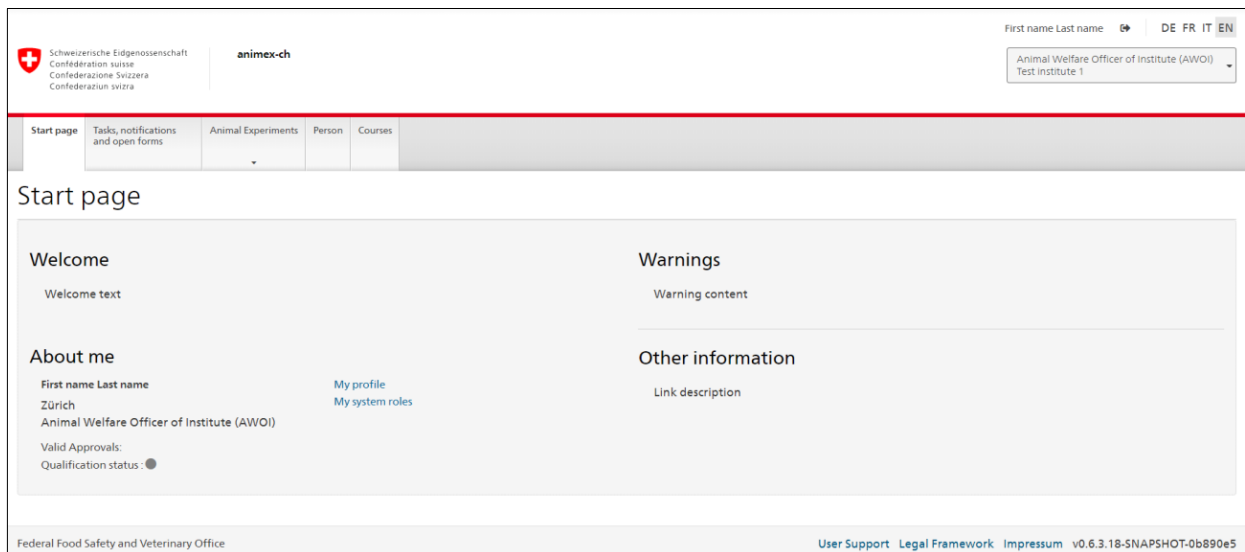 First name Last name
DE FR IT EN
Schweizerische Eidgenossenschaft
Confédération suisse
Confederazione Svizzera
Confederaziun svizra
animex-ch
Animal Welfare Officer of Institute (AWOI)
Test institute 1
Start page
Tasks, notifications
and open forms
Animal Experiments
Person
Courses
Start page
Welcome
Welcome text
Warnings
Warning content
About me
First name Last name
Zürich
Animal Welfare Officer of Institute (AWOI)
Valid Approvals:
Qualification status :
My profile
My system roles
Other information
Link description
Federal Food Safety and Veterinary Office
User Support Legal Framework Impressum v0.6.3.18-SNAPSHOT-0b890e5